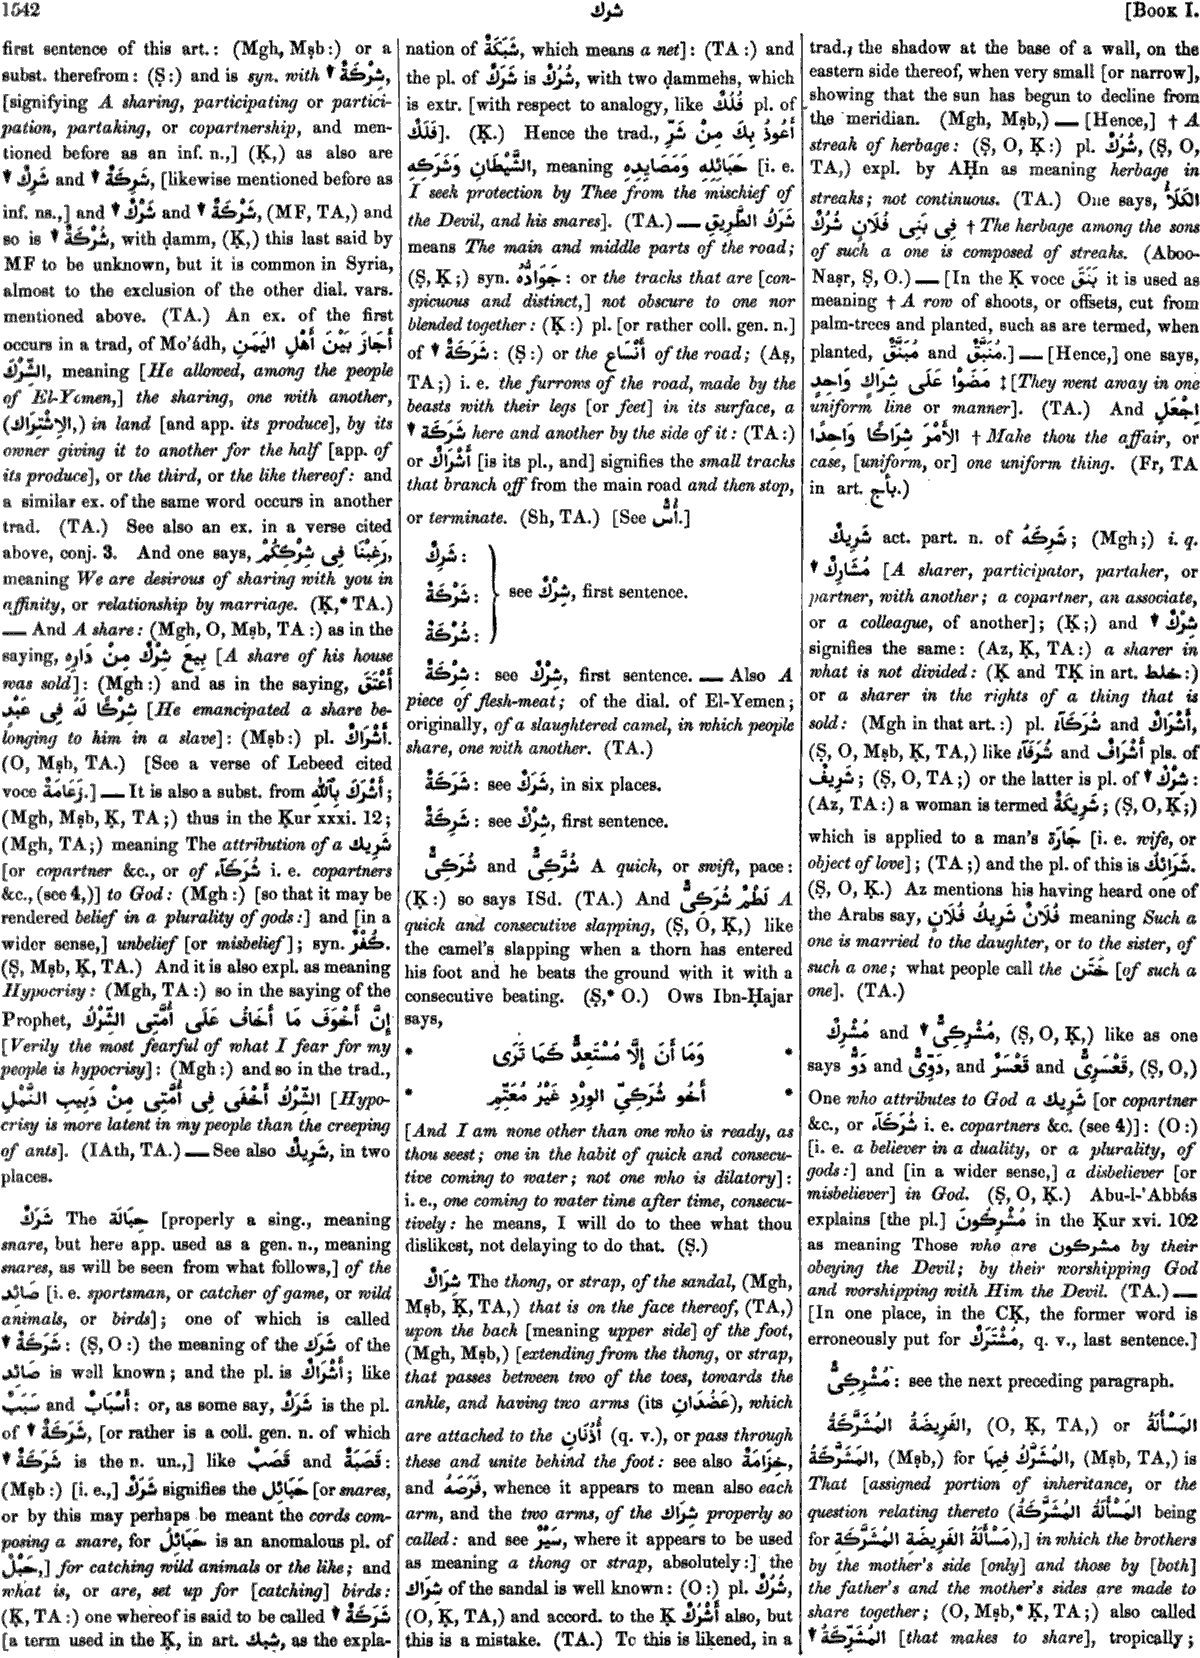 1542
شرك
[Book I.
first sentence of this art.: (Mgh, Mṣb:) or a
subst. therefrom: (Ṣ:) and is syn. with ▼ شِرْكَةٌ,
[signifying A sharing, participating or partici-
pation, partaking, or copartnership, and men-
tioned before as an inf. n.,] (Ḳ,) as also are
▼ شَرِكٌ and ▼ شَرِكَةٌ, [likewise mentioned before as
inf. ns.,] and ▼ شَرْكٌ and ▼ شَرْكَةٌ, (MF, TA,) and
so is ▼ شُرْكَةٌ, with ḍamm, (Ḳ,) this last said by
MF to be unknown, but it is common in Syria,
almost to the exclusion of the other dial. vars.
mentioned above. (TA.) An ex. of the first
occurs in a trad, of Mo’ádh, أَجَازَ بَيْنَ أَهْلِ اليَمَنِ
الشِّرْكَ, meaning [He allowed, among the people
of El-Yemen,] the sharing, one with another,
(الاِشْتِرَاك,) in land [and app. its produce], by its
owner giving it to another for the half [app. of
its produce], or the third, or the like thereof: and
a similar ex. of the same word occurs in another
trad. (TA.) See also an ex. in a verse cited
above, conj. 3. And one says, رَغِبْنَا فِى شِرْكِكُمْ,
meaning We are desirous of sharing with you in
affinity, or relationship by marriage. (Ḳ,* TA.)
— And A share: (Mgh, O, Mṣb, TA:) as in the
saying, بِيعَ شِرْكٌ مِنْ دَارِهِ [A share of his house
was sold]: (Mgh:) and as in the saying, أَعْتَقَ
شِرْكًا لَهُ فِى عَبْدٍ [He emancipated a share be-
longing to him in a slave]: (Mṣb:) pl. أَشْرَاكٌ.
(O, Mṣb, TA.) [See a verse of Lebeed cited
voce زَعَامَةٌ.] — It is also a subst. from أَشْرَكَ بِٱللّٰهِ;
(Mgh, Mṣb, Ḳ, TA;) thus in the Ḳur xxxi. 12;
(Mgh, TA;) meaning The attribution of a شَرِيك
[or copartner &c., or of شُرَكَآء i. e. copartners
&c., (see 4,)] to God: (Mgh:) [so that it may be
rendered belief in a plurality of gods:] and [in a
wider sense,] unbelief [or misbelief]; syn. كُفْرٌ.
(Ṣ, Mṣb, Ḳ, TA.) And it is also expl. as meaning
Hypocrisy: (Mgh, TA:) so in the saying of the
Prophet, إِنَّ أَخْوَفَ مَا أَخَافُ عَلَى أُمَّتِى الشِّرْكُ
[Verily the most fearful of what I fear for my
people is hypocrisy]: (Mgh:) and so in the trad.,
الشِّرْكُ أَخْفَى فِى أُمَّتِى مِنْ دَبِيبِ النَّمْلِ [Hypo-
crisy is more latent in my people than the creeping
of ants]. (IAth, TA.) — See also شَرِيكٌ, in two
places.
شَرَكٌ The حِبَالَة [properly a sing., meaning
snare, but here app. used as a gen. n., meaning
snares, as will be seen from what follows,] of the
صَائِد [i. e. sportsman, or catcher of game, or wild
animals, or birds]; one of which is called
▼ شَرَكَةٌ: (Ṣ, O:) the meaning of the شَرَك of the
صَائِد is well known; and the pl. is أَشْرَاكٌ; like
سَبَبٌ and أَسْبَابٌ: or, as some say, شَرَكٌ is the pl.
of ▼ شَرَكَةٌ, [or rather is a coll. gen. n. of which
▼ شَرَكَةٌ is the n. un.,] like قَصَبٌ and قَصَبَةٌ:
(Mṣb:) [i. e.,] شَرَكٌ signifies the حَبَائِل [or snares,
or by this may perhaps be meant the cords com-
posing a snare, for حَبَائِلُ is an anomalous pl. of
حَبْلٌ,] for catching wild animals or the like; and
what is, or are, set up for [catching] birds:
(Ḳ, TA:) one whereof is said to be called ▼ شَرَكَةٌ
[a term used in the Ḳ, in art. شبك, as the expla-
nation of شَبَكَةٌ, which means a net]: (TA:) and
the pl. of شَرَكٌ is شُرُكٌ, with two ḍammehs, which
is extr. [with respect to analogy, like فُلُكٌ pl. of
فَلَكٌ]. (Ḳ.) Hence the trad., أَعُوذُ بِكَ مِنْ شَرِّ
الشَّيْطَانِ وَشَرَكِهِ حَبَائِلِهِ وَمَصَايِدِهِ, meaning [i. e.
I seek protection by Thee from the mischief of
the Devil, and his snares]. (TA.) — شَرَكُ الطَّرِيقِ
means The main and middle parts of the road;
(Ṣ, Ḳ;) syn. جَوَادُّهُ: or the tracks that are [con-
spicuous and distinct,] not obscure to one nor
blended together: (Ḳ:) pl. [or rather coll. gen. n.]
of ▼ شَرَكَةٌ: (Ṣ:) or the أَنْسَاع of the road; (Aṣ,
TA;) i. e. the furrows of the road, made by the
beasts with their legs [or feet] in its surface, a
▼ شَرَكَة here and another by the side of it: (TA:)
or أَشْرَاكٌ [is its pl., and] signifies the small tracks
that branch off from the main road and then stop,
or terminate. (Sh, TA.) [See أُسٌّ.]
شَرِكٌ:
شَرْكَةٌ: see شِرْكٌ, first sentence.
شُرْكَةٌ:
شِرْكَةٌ: see شِرْكٌ, first sentence. — Also A
piece of flesh-meat; of the dial. of El-Yemen;
originally, of a slaughtered camel, in which people
share, one with another. (TA.)
شَرَكَةٌ: see شَرَكٌ, in six places.
شَرِكَةٌ: see شِرْكٌ, first sentence.
شُرَكِىٌّ and شُرَّكِىٌّ A quick, or swift, pace:
(Ḳ:) so says ISd. (TA.) And لَطْمٌ شُرَكِىٌّ A
quick and consecutive slapping, (Ṣ, O, Ḳ,) like
the camel's slapping when a thorn has entered
his foot and he beats the ground with it with a
consecutive beating. (Ṣ,* O.) Ows Ibn-Ḥajar
says,
* وَمَا أَنَ إِلَّا مُسْتَعِدٌّ كَمَا تَرَى *
* أَخُو شُرَكِىِّ الوِرْدِ غَيْرُ مُعَتِّمِ *
[And I am none other than one who is ready, as
thou seest; one in the habit of quick and consecu-
tive coming to water; not one who is dilatory]:
i. e., one coming to water time after time, consecu-
tively: he means, I will do to thee what thou
dislikest, not delaying to do that. (Ṣ.)
شِرَاكٌ The thong, or strap, of the sandal, (Mgh,
Mṣb, Ḳ, TA,) that is on the face thereof, (TA,)
upon the back [meaning upper side] of the foot,
(Mgh, Mṣb,) [extending from the thong, or strap,
that passes between two of the toes, towards the
ankle, and having two arms (its عَضُدَانِ), which
are attached to the أُذُنَانِ (q. v.), or pass through
these and unite behind the foot: see also خِزَامَةٌ,
and قَرَصَهُ, whence it appears to mean also each
arm, and the two arms, of the شِرَاك properly so
called: and see سَيْرٌ, where it appears to be used
as meaning a thong or strap, absolutely:] the
شِرَاك of the sandal is well known: (O:) pl. شُرُكٌ,
(O, Ḳ, TA,) and accord. to the Ḳ أَشْرُكٌ also, but
this is a mistake. (TA.) To this is likened, in a
trad., the shadow at the base of a wall, on the
eastern side thereof, when very small [or narrow],
showing that the sun has begun to decline from
the meridian. (Mgh, Mṣb,) — [Hence,] † A
streak of herbage: (Ṣ, O, Ḳ:) pl. شُرُكٌ, (Ṣ, O,
TA,) expl. by AḤn as meaning herbage in
streaks; not continuous. (TA.) One says, الكَلَأُ
فِى بَنِى فُلَانٍ شُرُكٌ † The herbage among the sons
of such a one is composed of streaks. (Aboo-
Naṣr, Ṣ, O.) — [In the Ḳ voce بَنَّقَ it is used as
meaning † A row of shoots, or offsets, cut from
palm-trees and planted, such as are termed, when
planted, مُبَنَّقٌ and مُنَبَّقٌ.] — [Hence,] one says,
مَضَوْا عَلَى شِرَاكٍ وَاحِدٍ ‡ [They went away in one
uniform line or manner]. (TA.) And اِجْعَلِ
الأَمْرَ شِرَاكًا وَاحِدًا † Make thou the affair, or
case, [uniform, or] one uniform thing. (Fr, TA
in art. بأج.)
شَرِيكٌ act. part. n. of شَرِكَهُ; (Mgh;) i. q.
▼ مُشَارِكٌ [A sharer, participator, partaker, or
partner, with another; a copartner, an associate,
or a colleague, of another]; (Ḳ;) and ▼ شِرْكٌ
signifies the same: (Az, Ḳ, TA:) a sharer in
what is not divided: (Ḳ and TḲ in art. خلط:)
or a sharer in the rights of a thing that is
sold: (Mgh in that art.:) pl. شُرَكَآءُ and أَشْرَاكٌ,
(Ṣ, O, Mṣb, Ḳ, TA,) like شُرَفَآءُ and أَشْرَافٌ pls. of
شَرِيفٌ; (Ṣ, O, TA;) or the latter is pl. of ▼ شِرْكٌ:
(Az, TA:) a woman is termed شَرِيكَةٌ; (Ṣ, O, Ḳ;)
which is applied to a man's جَارَة [i. e. wife, or
object of love]; (TA;) and the pl. of this is شَرَائِكُ.
(Ṣ, O, Ḳ.) Az mentions his having heard one of
the Arabs say, فُلَانٌ شَرِيكُ فُلَانٍ meaning Such a
one is married to the daughter, or to the sister, of
such a one; what people call the خَتَن [of such a
one]. (TA.)
مُشْرِكٌ and ▼ مُشْرِكِىٌّ, (Ṣ, O, Ḳ,) like as one
says دَوٌّ and دَوِّىٌّ, and قَعْسَرٌ and قَعْسَرِىٌّ, (Ṣ, O,)
One who attributes to God a شَرِيك [or copartner
&c., or شُرَكَآء i. e. copartners &c. (see 4)]: (O:)
[i. e. a believer in a duality, or a plurality, of
gods:] and [in a wider sense,] a disbeliever [or
misbeliever] in God. (Ṣ, O, Ḳ.) Abu-l-’Abbás
explains [the pl.] مُشْرِكُونَ in the Ḳur xvi. 102
as meaning Those who are مشركون by their
obeying the Devil; by their worshipping God
and worshipping with Him the Devil. (TA.) —
[In one place, in the CḲ, the former word is
erroneously put for مُشْتَرَكٌ, q. v., last sentence.]
مُشْرِكِىٌّ: see the next preceding paragraph.
الفَرِيضَةُ المُشَرَّكَةُ, (O, Ḳ, TA,) or المَسْأَلَةُ
المُشَرَّكَةُ, (Mṣb,) for المُشَرَّكُ فِيهَا, (Mṣb, TA,) is
That [assigned portion of inheritance, or the
question relating thereto (المَسْأَلَةُ المُشَرَّكَةُ being
for مَسْأَلَةُ الفَرِيضَةِ المُشَرَّكَةِ),] in which the brothers
by the mother's side [only] and those by [both]
the father's and the mother's sides are made to
share together; (O, Mṣb,* Ḳ, TA;) also called
▼ المُشَرِّكَةُ [that makes to share], tropically;